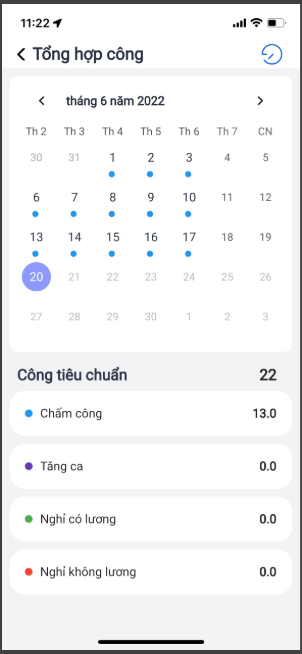 11:22
Tổng hợp công
tháng 6 năm 2022
Th 2 Th 3 Th 4 Th 5 Th 6 Th 7 CN
30 31 1 2 3 4 5
6 7 8 9 10 11 12
13 14 15 16 17 18 19
20 21 22 23 24 25 26
27 28 29 30 1 2 3
Công tiêu chuẩn 22
Chấm công 13.0
Tăng ca 0.0
Nghỉ có lương 0.0
Nghỉ không lương 0.0